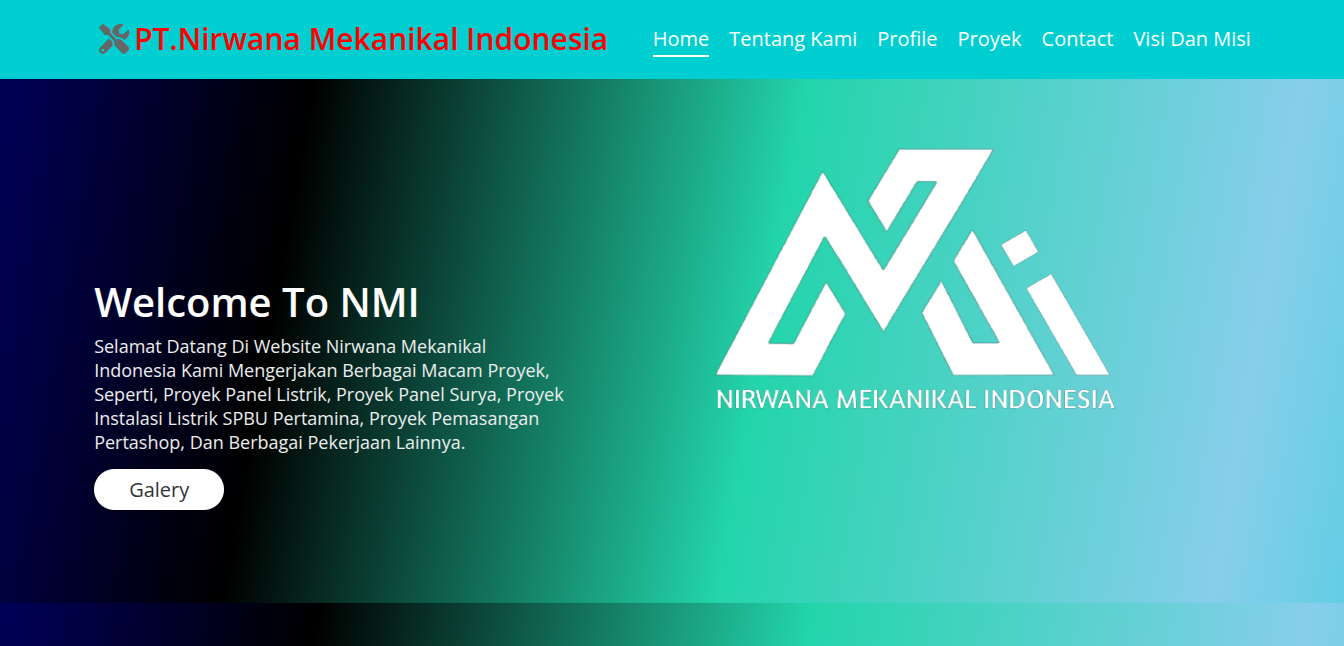 PT.Nirwana Mekanikal Indonesia
Home Tentang Kami Profile Proyek Contact Visi Dan Misi
Welcome To NMI
Selamat Datang Di Website Nirwana Mekanikal
Indonesia Kami Mengerjakan Berbagai Macam Proyek,
Seperti, Proyek Panel Listrik, Proyek Panel Surya, Proyek
Instalasi Listrik SPBU Pertamina, Proyek Pemasangan
Pertashop, Dan Berbagai Pekerjaan Lainnya.
Galery
NMi
NIRWANA MEKANIKAL INDONESIA